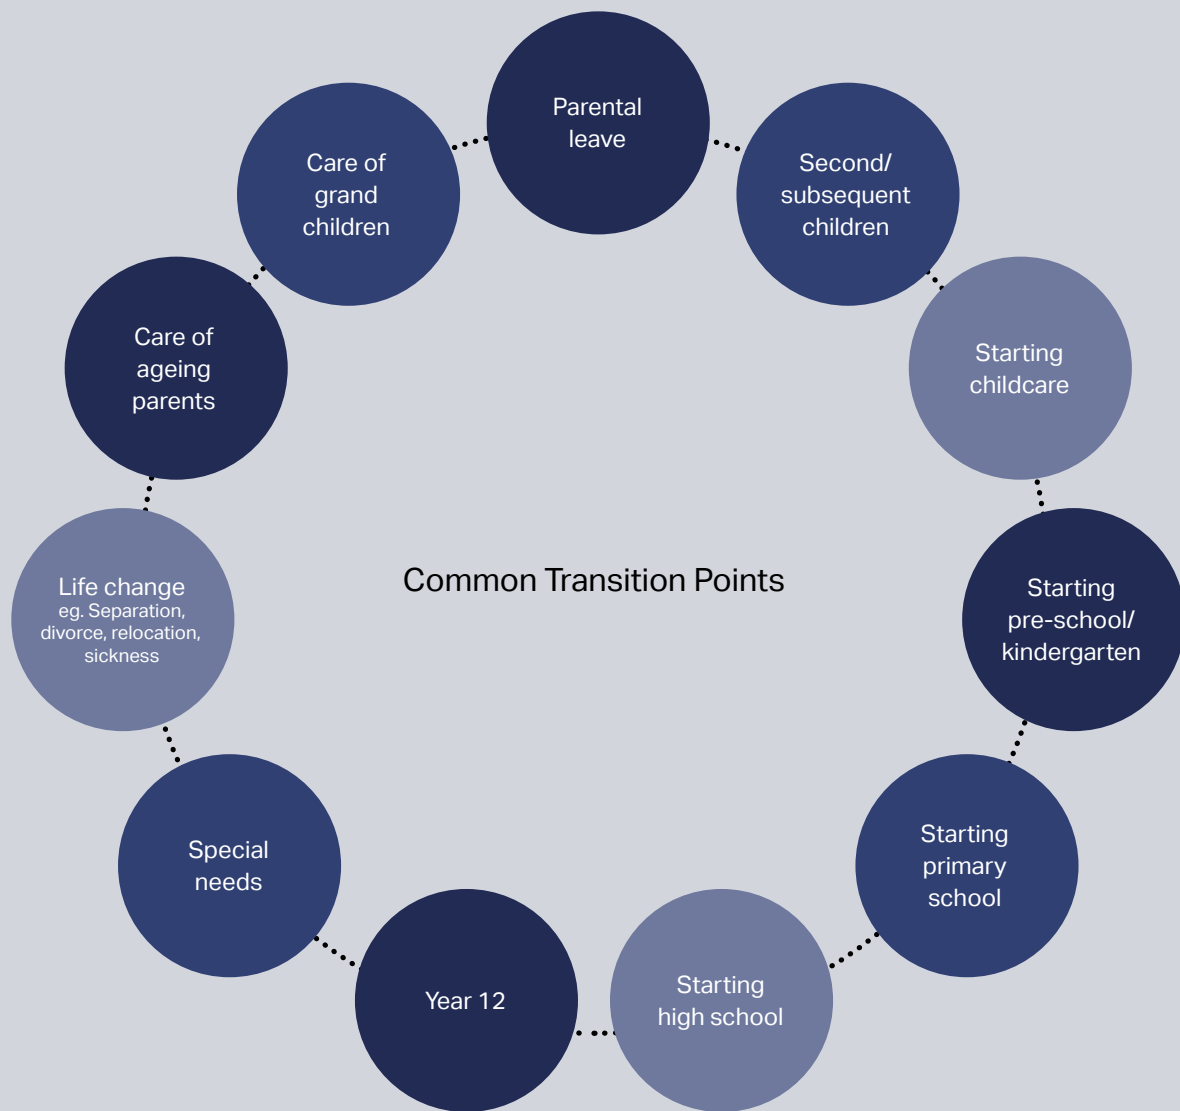 Parental
leave
Second/
subsequent
children
Starting
childcare
Starting
pre-school/
kindergarten
Starting
primary
school
Starting
high school
Year 12
Special
needs
Life change
eg. Separation,
divorce, relocation,
sickness
Care of
ageing
parents
Care of
grand
children
Common Transition Points